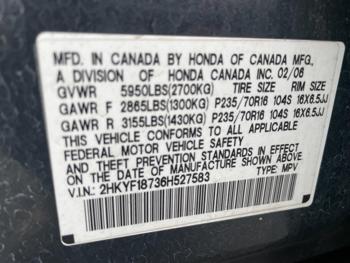 MFD. IN CANADA BY HONDA OF CANADA MFG.,
A DIVISION OF HONDA CANADA INC. 02/06
GVWR 5950LBS(2700KG) TIRE SIZE RIM SIZE
GAWR F 2865LBS(1300KG) P235/70R16 104S 16X6.5JJ
GAWR R 3155LBS(1430KG) P235/70R16 104S 16X6.5JJ
THIS VEHICLE CONFORMS TO ALL APPLICABLE
FEDERAL MOTOR VEHICLE SAFETY STANDARDS IN EFFECT
ON THE DATE OF MANUFACTURE SHOWN ABOVE.
V.I.N.: 2HKYF18736H527583 TYPE: MPV